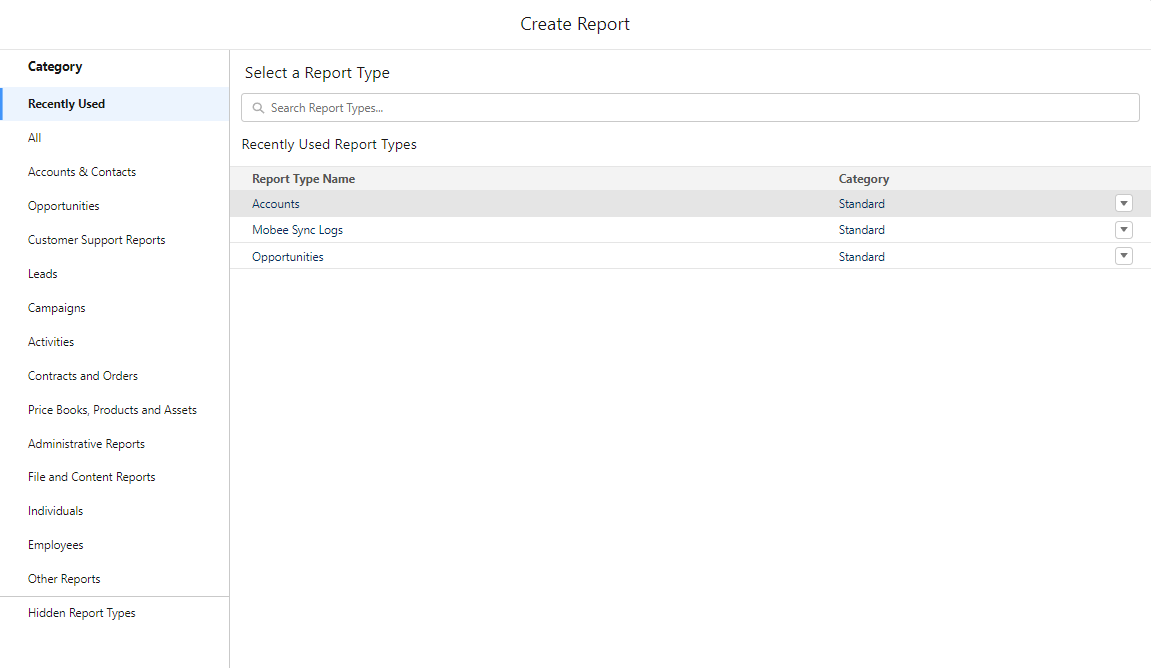 Create Report
Category
Recently Used
All
Accounts & Contacts
Opportunities
Customer Support Reports
Leads
Campaigns
Activities
Contracts and Orders
Price Books, Products and Assets
Administrative Reports
File and Content Reports
Individuals
Employees
Other Reports
Hidden Report Types
Select a Report Type
Search Report Types...
Recently Used Report Types
Report Type Name Category
Accounts Standard
Mobee Sync Logs Standard
Opportunities Standard